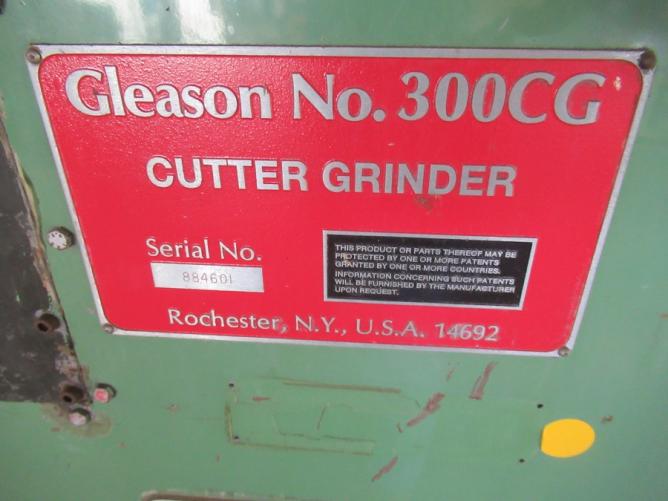 Gleason No. 300CG
CUTTER GRINDER
Serial No.
884601
THIS PRODUCT OR PARTS THEREOF MAY BE
PROTECTED BY ONE OR MORE PATENTS
GRANTED BY ONE OR MORE COUNTRIES.
INFORMATION CONCERNING SUCH PATENTS
WILL BE FURNISHED BY THE MANUFACTURER
UPON REQUEST.
Rochester, N.Y., U.S.A. 14692